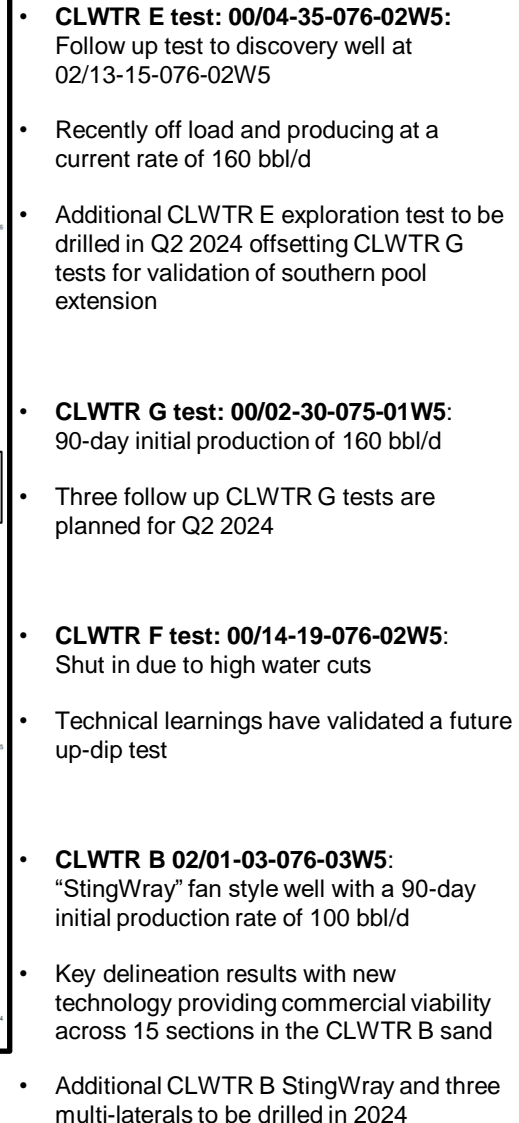 • CLWTR E test: 00/04-35-076-02W5:
Follow up test to discovery well at
02/13-15-076-02W5
• Recently off load and producing at a
current rate of 160 bbl/d
• Additional CLWTR E exploration test to be
drilled in Q2 2024 offsetting CLWTR G
tests for validation of southern pool
extension
• CLWTR G test: 00/02-30-075-01W5:
90-day initial production of 160 bbl/d
• Three follow up CLWTR G tests are
planned for Q2 2024
• CLWTR F test: 00/14-19-076-02W5:
Shut in due to high water cuts
• Technical learnings have validated a future
up-dip test
• CLWTR B 02/01-03-076-03W5:
“StingWray” fan style well with a 90-day
initial production rate of 100 bbl/d
• Key delineation results with new
technology providing commercial viability
across 15 sections in the CLWTR B sand
• Additional CLWTR B StingWray and three
multi-laterals to be drilled in 2024